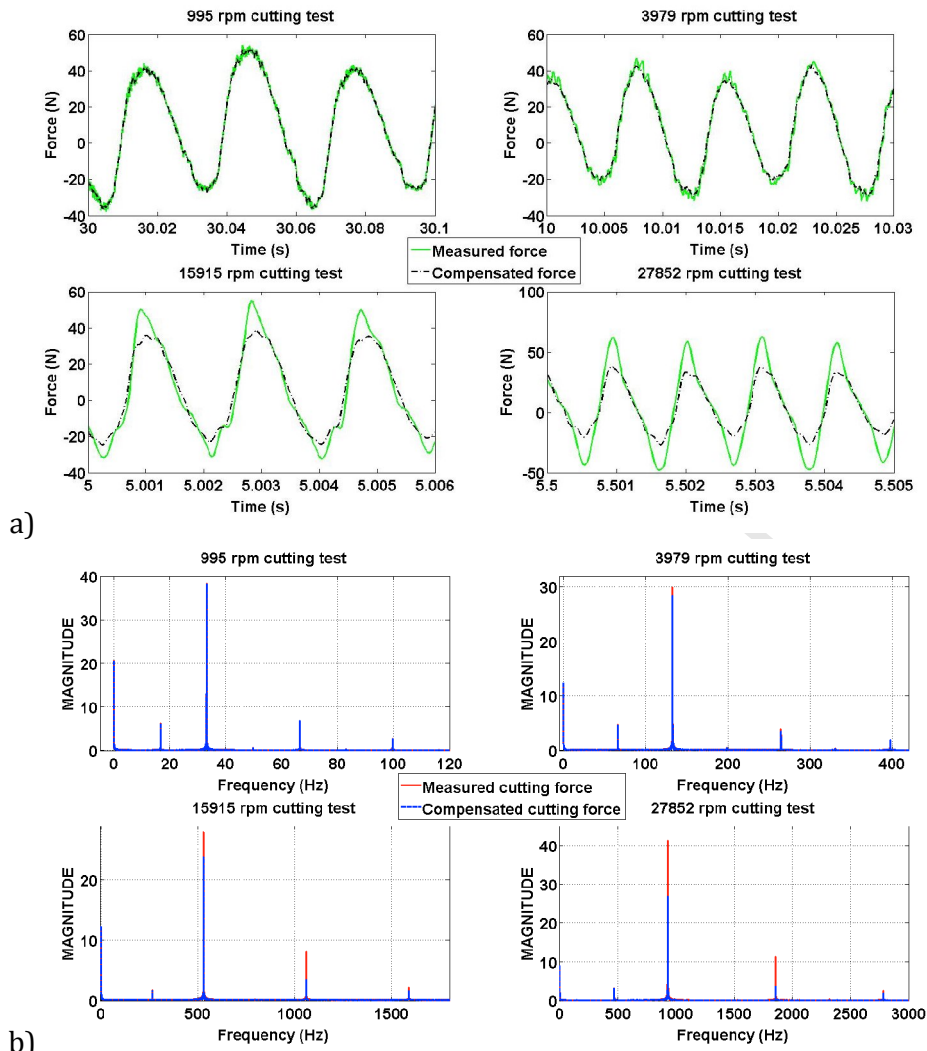 995 rpm cutting test
3979 rpm cutting test
60
40
20
0
-20
-40
Force (N)
30 30.02 30.04 30.06 30.08 30.1
Time (s)
60
40
20
0
-20
-40
Force (N)
10 10.005 10.01 10.015 10.02 10.025 10.03
Time (s)
Measured force
Compensated force
15915 rpm cutting test
27852 rpm cutting test
60
40
20
0
-20
-40
Force (N)
5 5.001 5.002 5.003 5.004 5.005 5.006
Time (s)
100
50
0
-50
Force (N)
5.5 5.501 5.502 5.503 5.504 5.505
Time (s)
a)
995 rpm cutting test
3979 rpm cutting test
40
30
20
10
0
MAGNITUDE
0 20 40 60 80 100 120
Frequency (Hz)
30
20
10
0
MAGNITUDE
0 100 200 300 400
Frequency (Hz)
Measured cutting force
Compensated cutting force
15915 rpm cutting test
27852 rpm cutting test
20
10
0
MAGNITUDE
0 500 1000 1500
Frequency (Hz)
40
30
20
10
0
MAGNITUDE
0 500 1000 1500 2000 2500 3000
Frequency (Hz)
b)